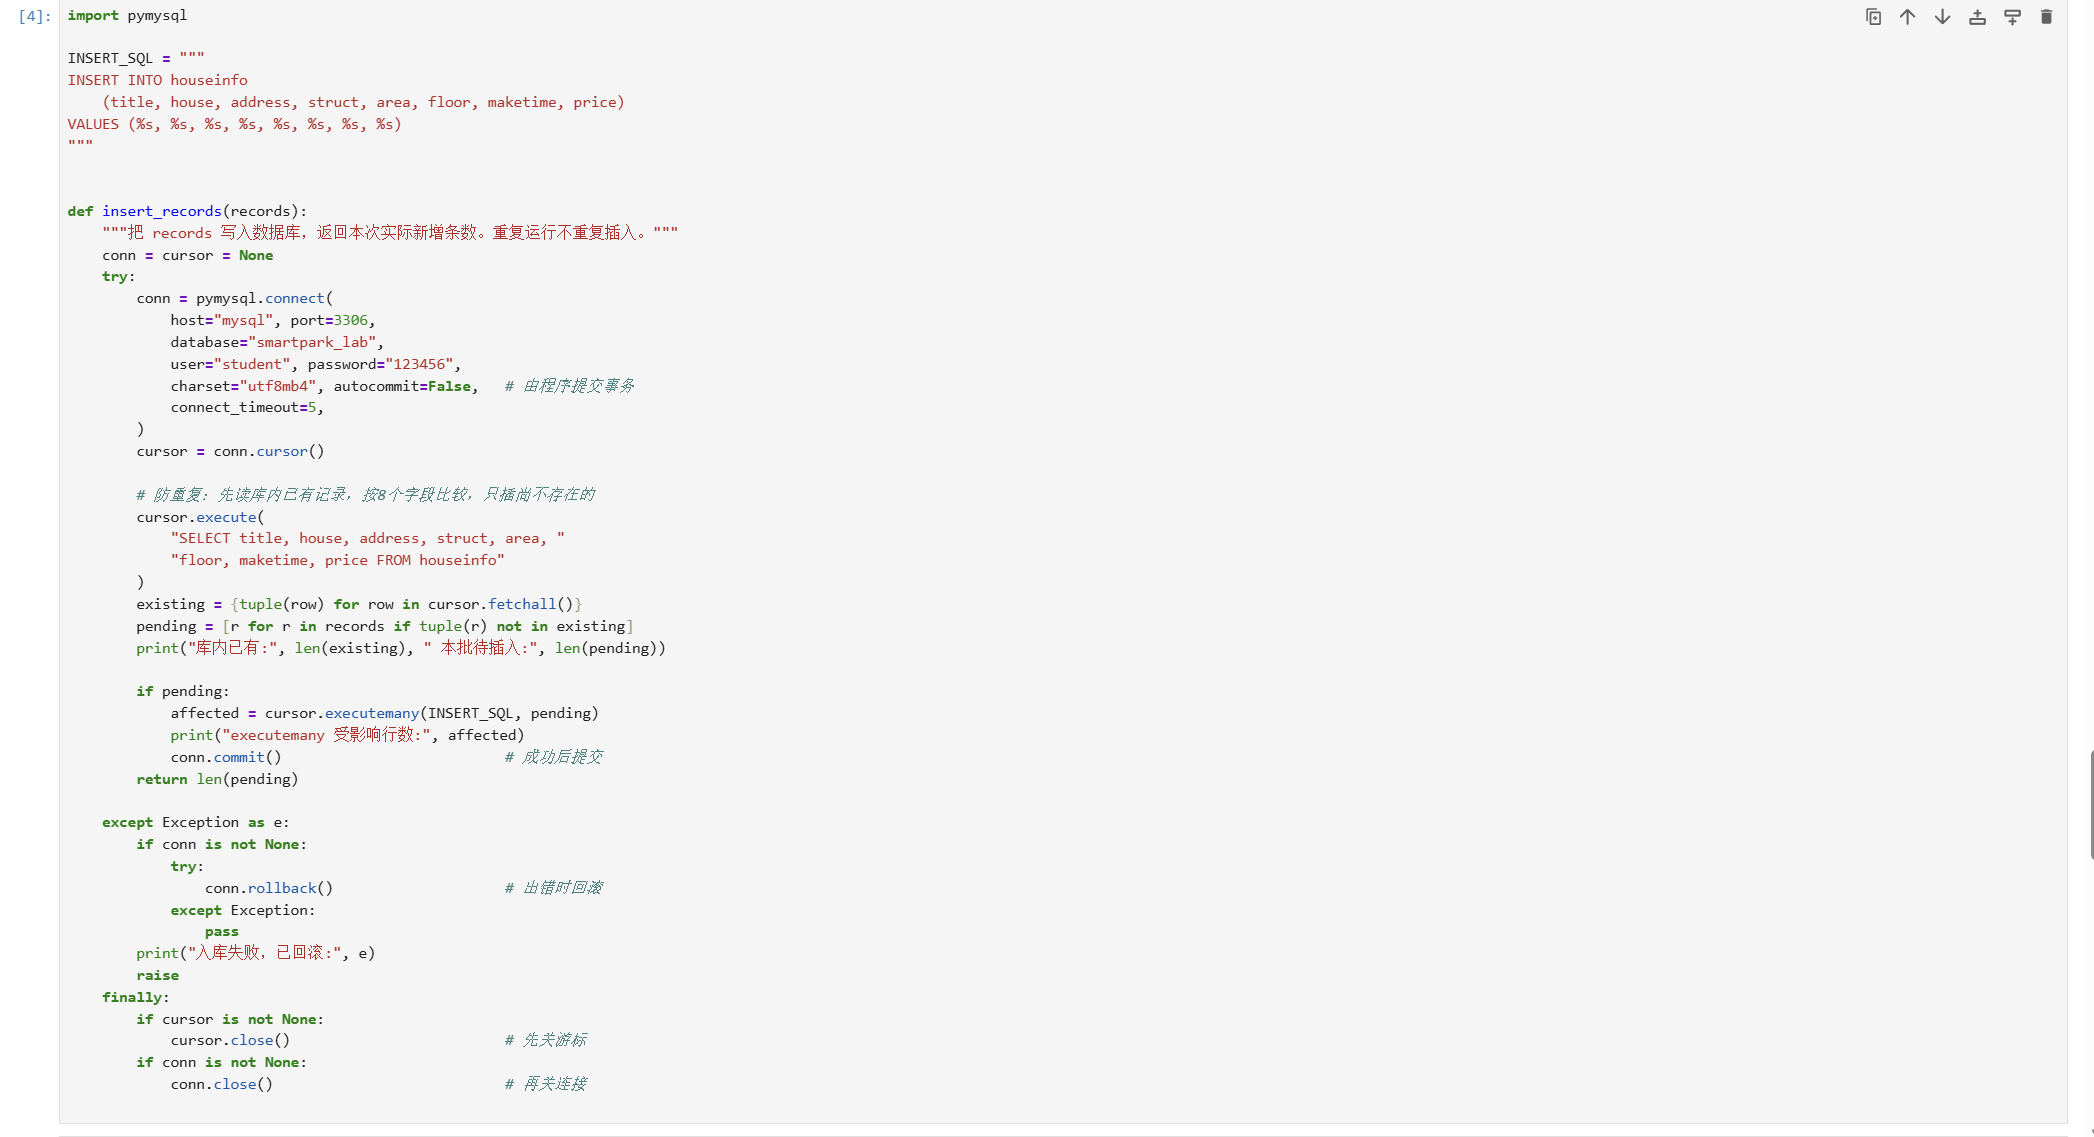 [4]:
import pymysql
INSERT_SQL = """
INSERT INTO houseinfo
    (title, house, address, struct, area, floor, maketime, price)
VALUES (%s, %s, %s, %s, %s, %s, %s, %s)
"""
def insert_records(records):
    """把 records 写入数据库，返回本次实际新增条数。重复运行不重复插入。"""
    conn = cursor = None
    try:
        conn = pymysql.connect(
            host="mysql", port=3306,
            database="smartpark_lab",
            user="student", password="123456",
            charset="utf8mb4", autocommit=False,   # 由程序提交事务
            connect_timeout=5,
        )
        cursor = conn.cursor()
        # 防重复: 先读库内已有记录，按8个字段比较，只插尚不存在的
        cursor.execute(
            "SELECT title, house, address, struct, area, "
            "floor, maketime, price FROM houseinfo"
        )
        existing = {tuple(row) for row in cursor.fetchall()}
        pending = [r for r in records if tuple(r) not in existing]
        print("库内已有:", len(existing), " 本批待插入:", len(pending))
        if pending:
            affected = cursor.executemany(INSERT_SQL, pending)
            print("executemany 受影响行数:", affected)
            conn.commit()                          # 成功后提交
        return len(pending)
    except Exception as e:
        if conn is not None:
            try:
                conn.rollback()                    # 出错时回滚
            except Exception:
                pass
        print("入库失败，已回滚:", e)
        raise
    finally:
        if cursor is not None:
            cursor.close()                         # 先关游标
        if conn is not None:
            conn.close()                           # 再关连接